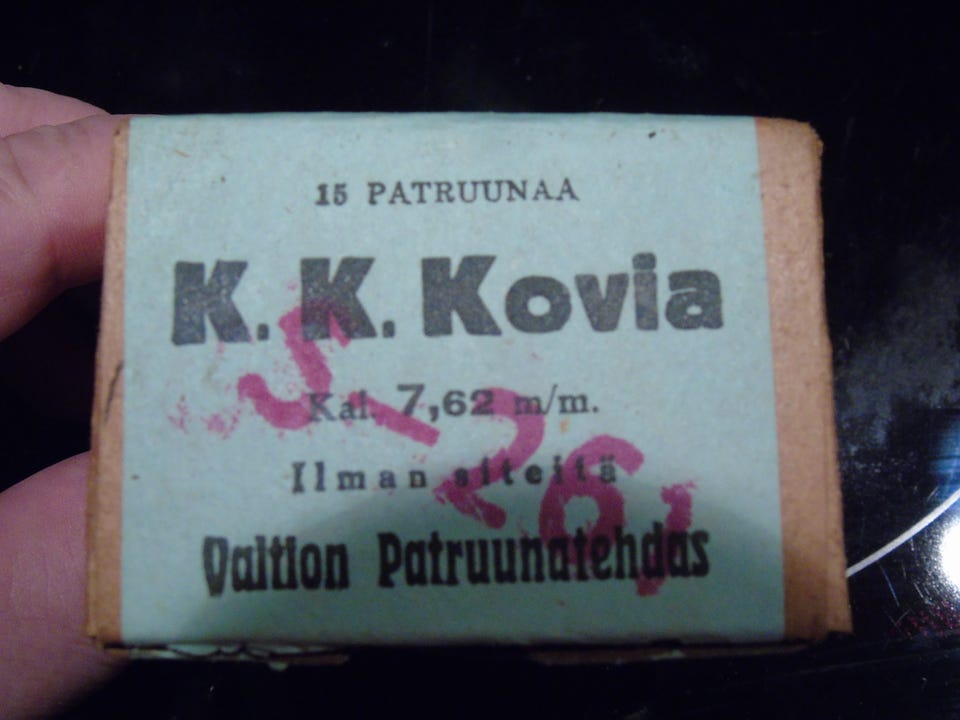 15 PATRUUNAA
K. K. Kovia
Kal. 7,62 m/m.
Ilman siteitä
Valtion Patruunatehdas